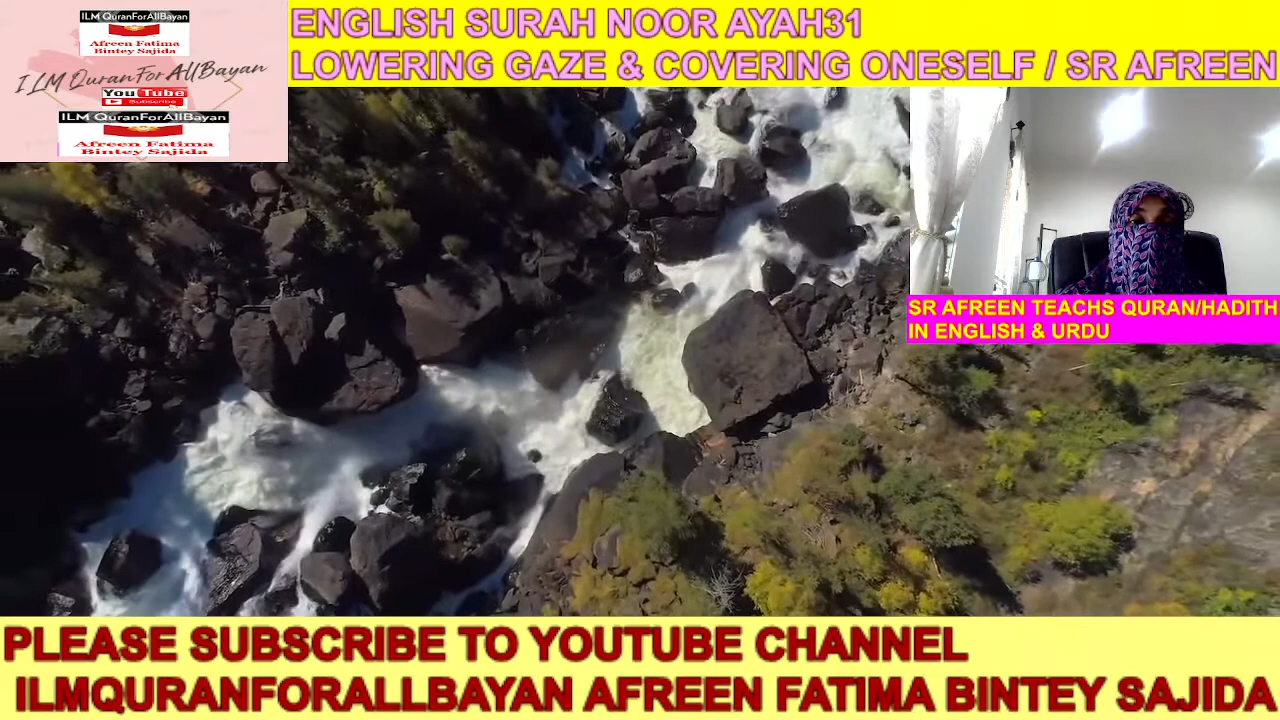 ILM QuranForAllBayan
Afreen Fatima
Bintey Sajida
ILM QuranForAllBayan
YouTube
Subscribe
ILM QuranForAllBayan
Afreen Fatima
Bintey Sajida
ENGLISH SURAH NOOR AYAH31
LOWERING GAZE & COVERING ONESELF / SR AFREEN
SR AFREEN TEACHS QURAN/HADITH
IN ENGLISH & URDU
PLEASE SUBSCRIBE TO YOUTUBE CHANNEL
ILMQURANFORALLBAYAN AFREEN FATIMA BINTEY SAJIDA